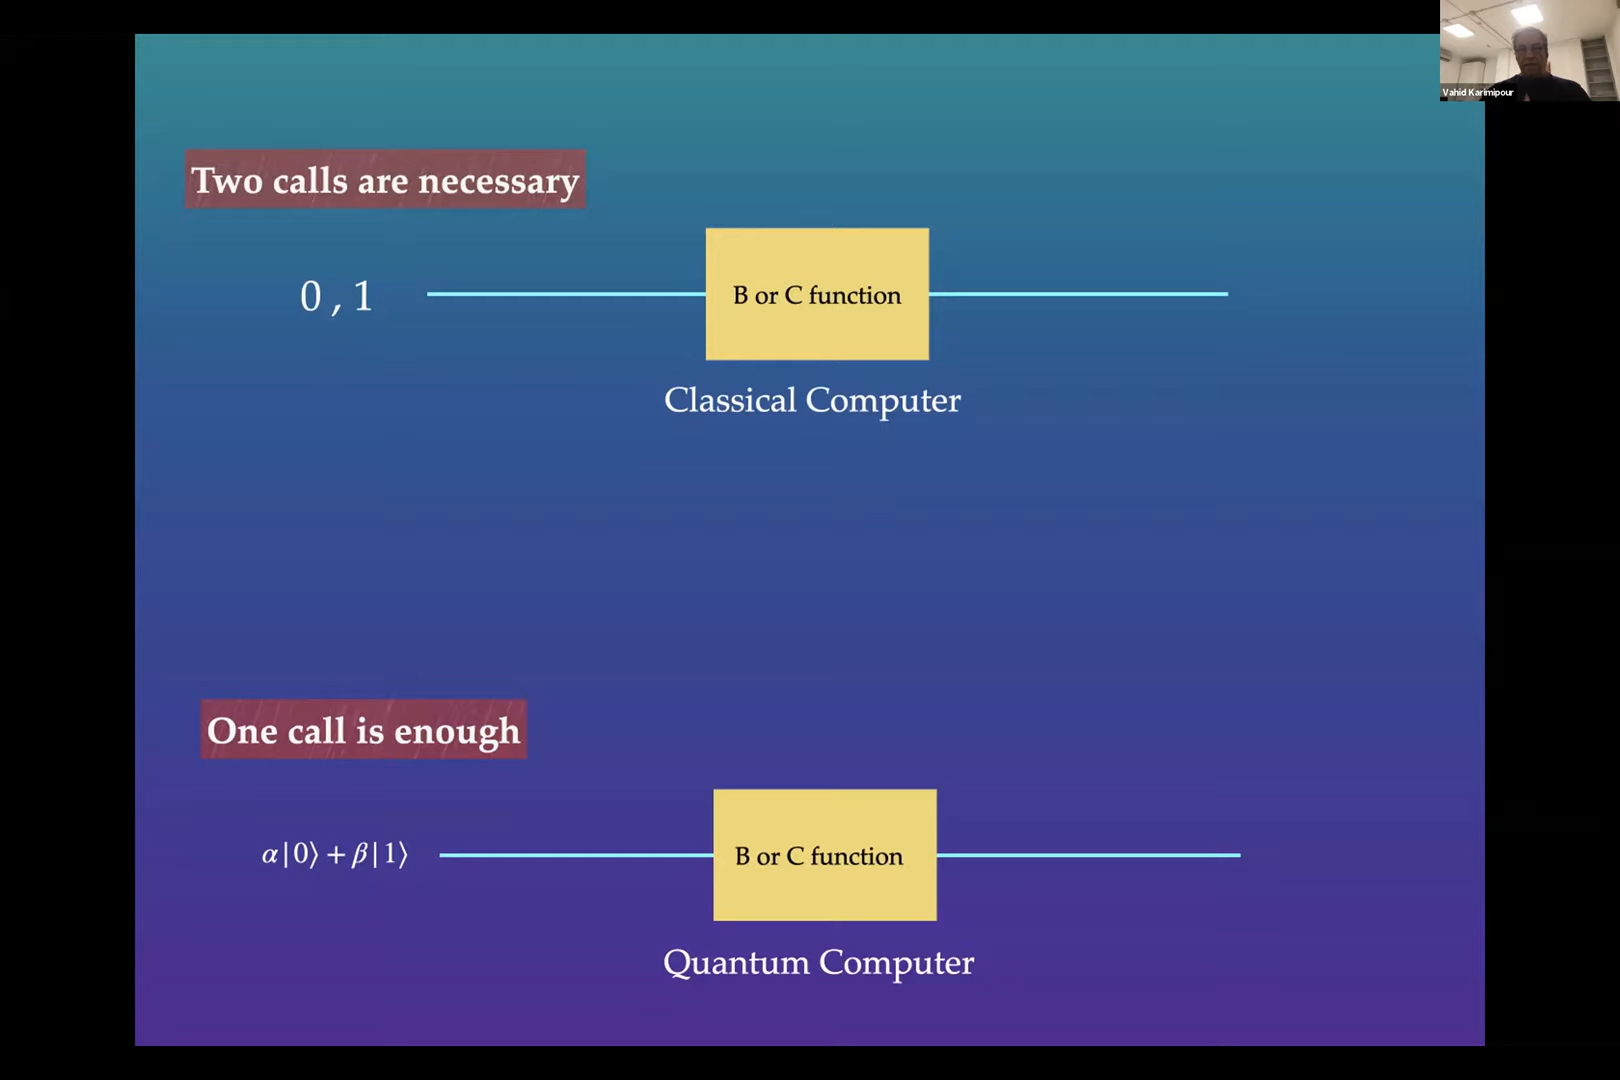 Vahid Karimipour
Two calls are necessary
0 , 1
B or C function
Classical Computer
One call is enough
α|0⟩ + β|1⟩
B or C function
Quantum Computer